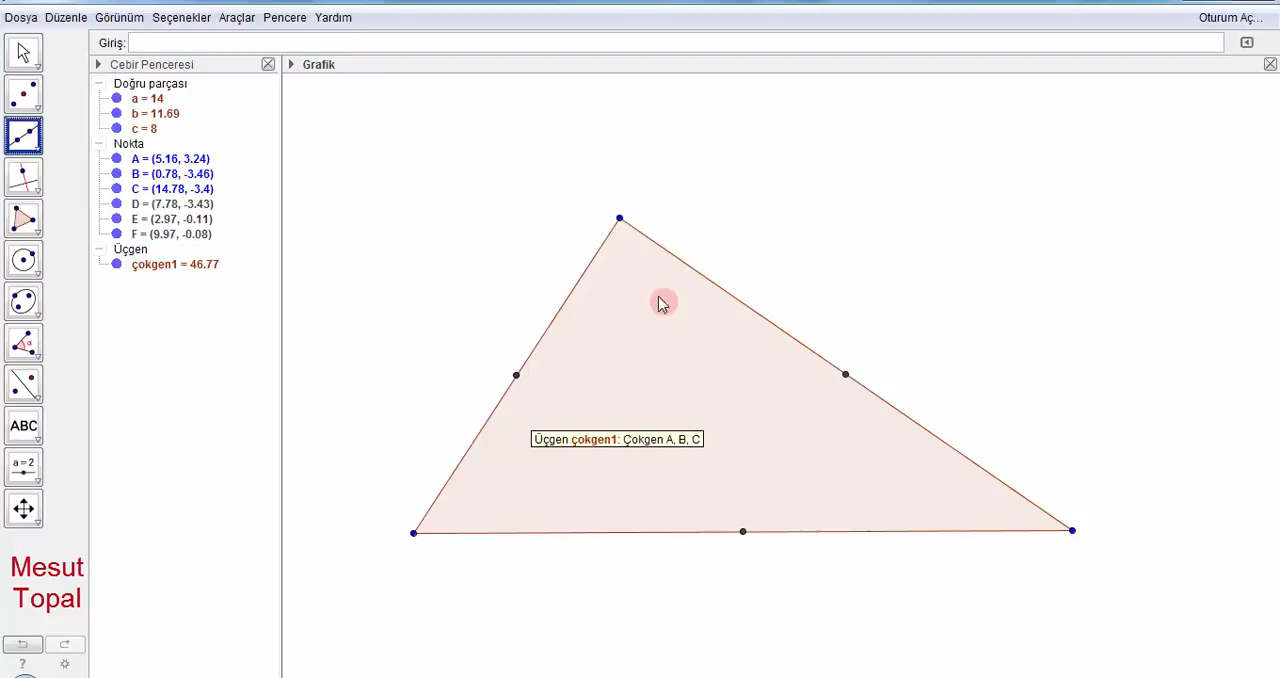 Dosya Düzenle Görünüm Seçenekler Araçlar Pencere Yardım Oturum Aç...
Giriş:
Cebir Penceresi
Grafik
Doğru parçası
a = 14
b = 11.69
c = 8
Nokta
A = (5.16, 3.24)
B = (0.78, -3.46)
C = (14.78, -3.4)
D = (7.78, -3.43)
E = (2.97, -0.11)
F = (9.97, -0.08)
Üçgen
çokgen1 = 46.77
Üçgen çokgen1: Çokgen A, B, C
α
ABC
a = 2
Mesut
Topal
?